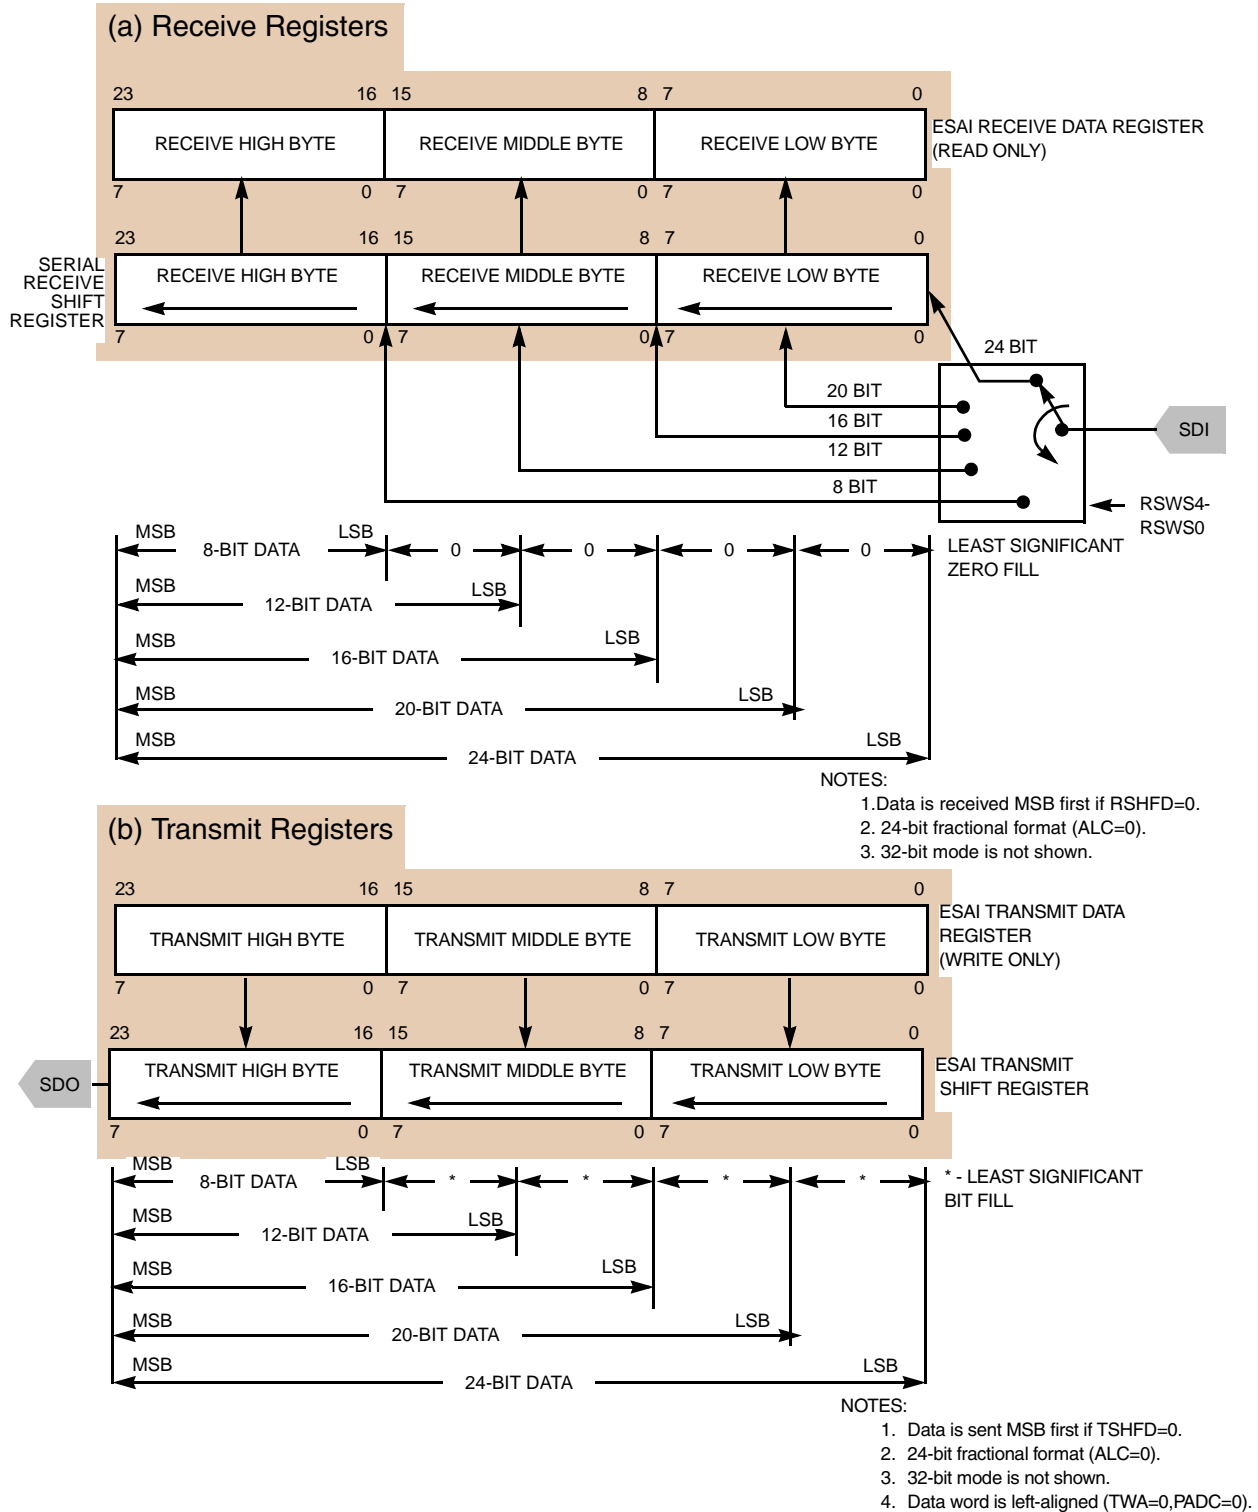 (a) Receive Registers
23 16 15 8 7 0
RECEIVE HIGH BYTE RECEIVE MIDDLE BYTE RECEIVE LOW BYTE
ESAI RECEIVE DATA REGISTER
(READ ONLY)
7 0 7 0 7 0
23 16 15 8 7 0
SERIAL
RECEIVE
SHIFT
REGISTER
RECEIVE HIGH BYTE RECEIVE MIDDLE BYTE RECEIVE LOW BYTE
7 0 7 0 7 0
24 BIT
20 BIT
16 BIT
12 BIT
8 BIT
SDI
RSWS4-
RSWS0
MSB 8-BIT DATA LSB 0 0 0 0
LEAST SIGNIFICANT
ZERO FILL
MSB 12-BIT DATA LSB
MSB 16-BIT DATA LSB
MSB 20-BIT DATA LSB
MSB 24-BIT DATA LSB
NOTES:
1.Data is received MSB first if RSHFD=0.
2. 24-bit fractional format (ALC=0).
3. 32-bit mode is not shown.
(b) Transmit Registers
23 16 15 8 7 0
TRANSMIT HIGH BYTE TRANSMIT MIDDLE BYTE TRANSMIT LOW BYTE
ESAI TRANSMIT DATA
REGISTER
(WRITE ONLY)
7 0 7 0 7 0
23 16 15 8 7 0
SDO
TRANSMIT HIGH BYTE TRANSMIT MIDDLE BYTE TRANSMIT LOW BYTE
ESAI TRANSMIT
SHIFT REGISTER
7 0 7 0 7 0
MSB 8-BIT DATA LSB * * * *
* - LEAST SIGNIFICANT
BIT FILL
MSB 12-BIT DATA LSB
MSB 16-BIT DATA LSB
MSB 20-BIT DATA LSB
MSB 24-BIT DATA LSB
NOTES:
1. Data is sent MSB first if TSHFD=0.
2. 24-bit fractional format (ALC=0).
3. 32-bit mode is not shown.
4. Data word is left-aligned (TWA=0,PADC=0).